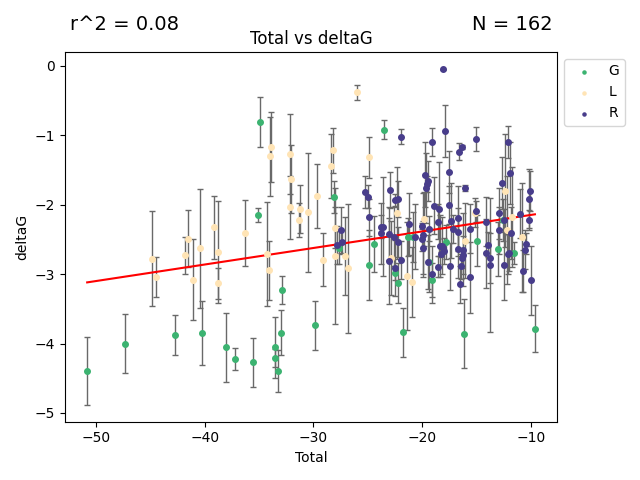 r^2 = 0.08 N = 162
Total vs deltaG
G
L
R
deltaG
0
−1
−2
−3
−4
−5
−50 −40 −30 −20 −10
Total